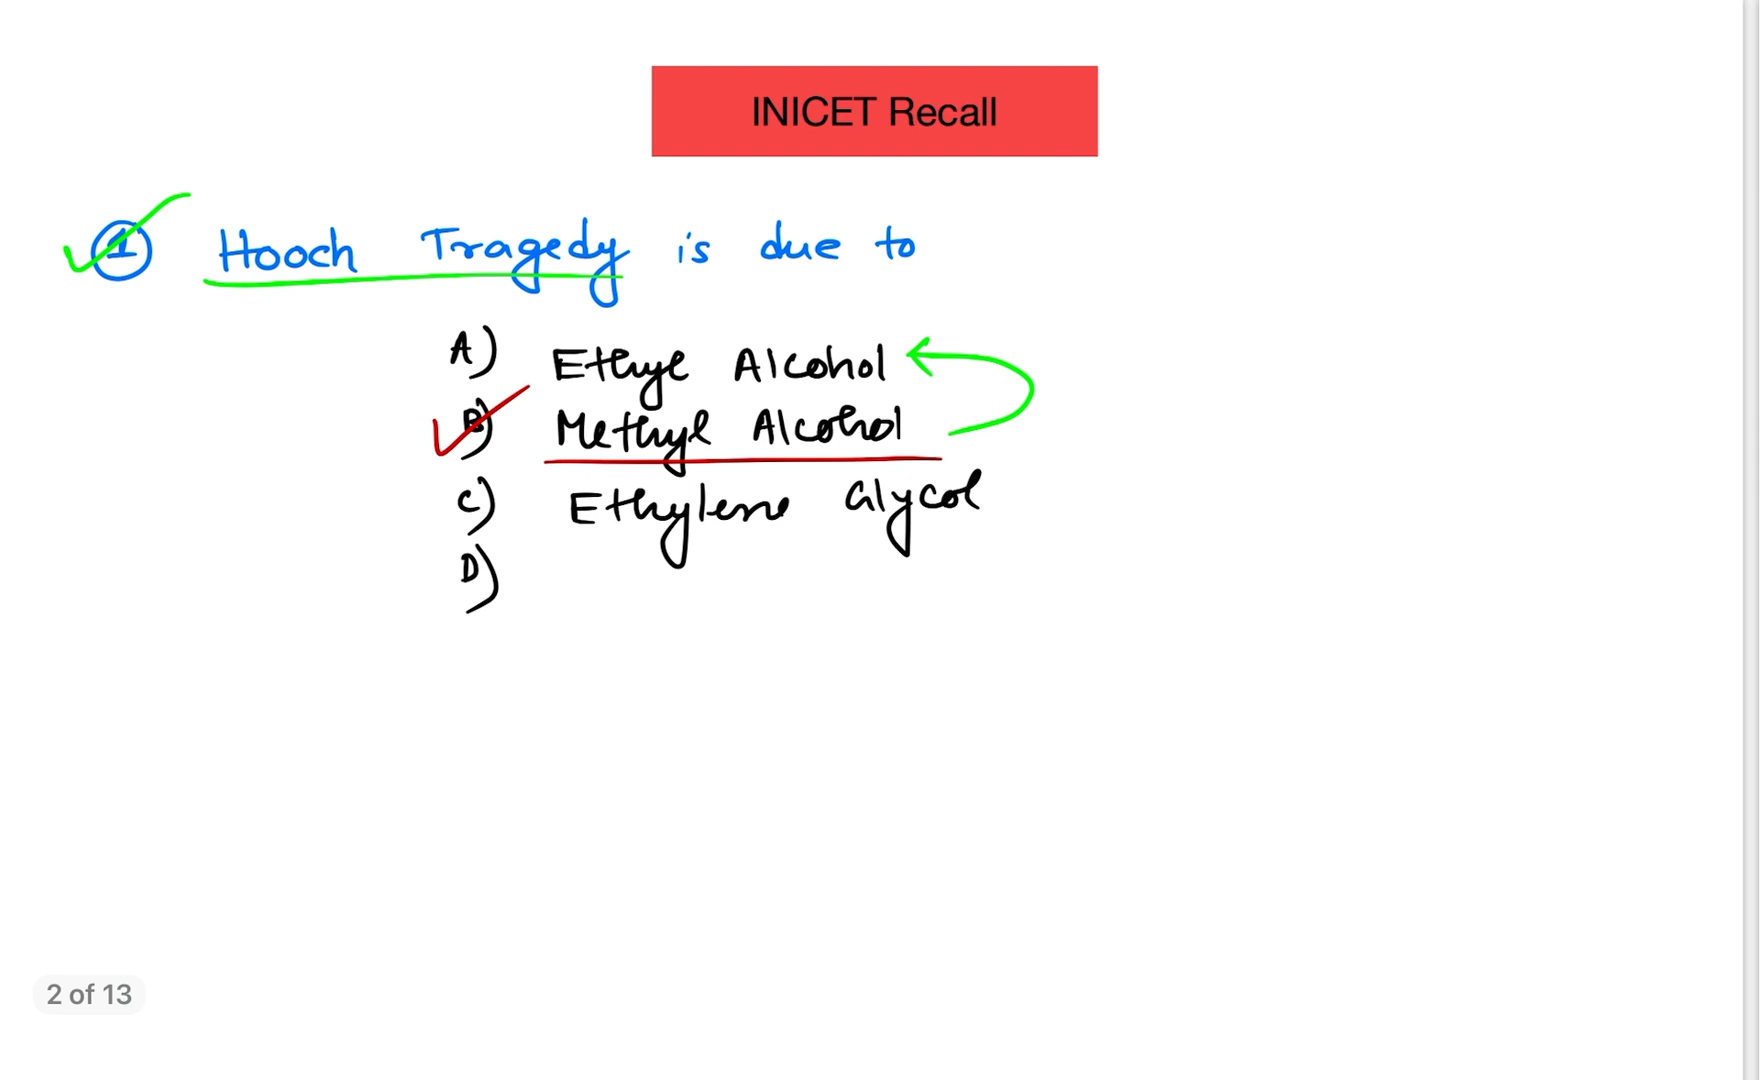 INICET Recall
① Hooch Tragedy is due to
A) Ethyl Alcohol
B) Methyl Alcohol
C) Ethylene Glycol
D)
2 of 13